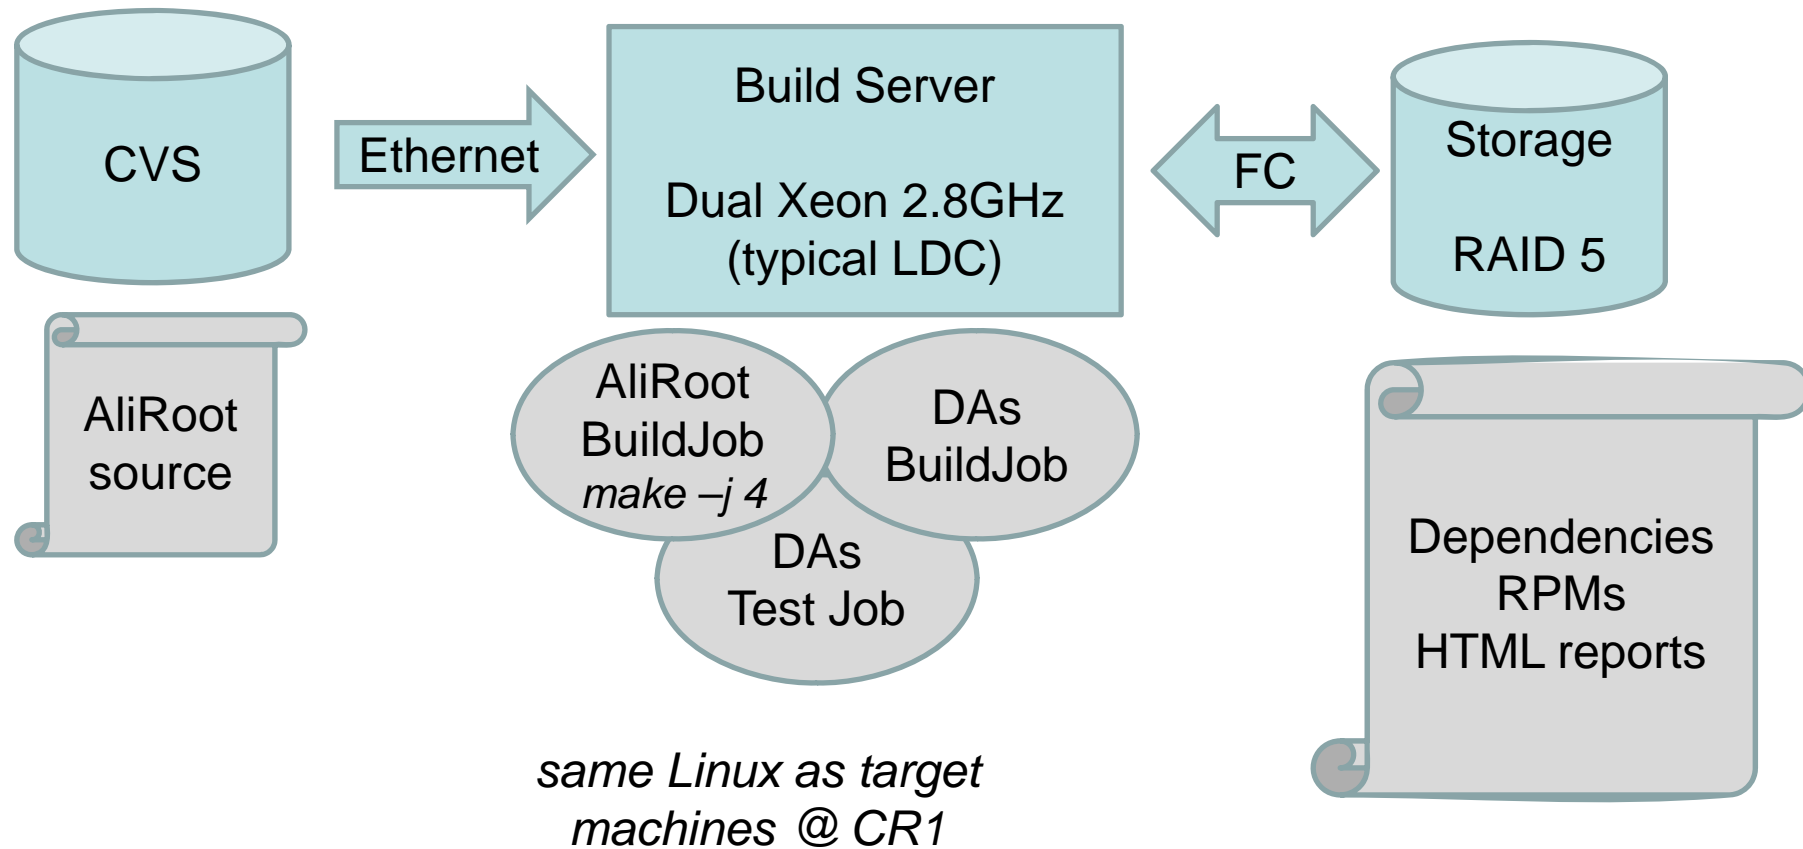 CVS
Ethernet
Build Server
Dual Xeon 2.8GHz
(typical LDC)
FC
Storage
RAID 5
AliRoot
source
AliRoot
BuildJob
make –j 4
DAs
BuildJob
DAs
Test Job
Dependencies
RPMs
HTML reports
same Linux as target
machines @ CR1